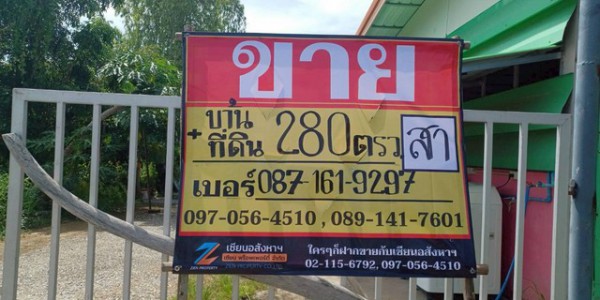 ขาย
บ้าน
+
ที่ดิน 280 ตรว สา
เบอร์ 087-161-9297
097-056-4510 , 089-141-7601
เซียนอสังหาฯ
ใครๆก็ฝากขายกับเซียนอสังหาฯ
02-115-6792, 097-056-4510